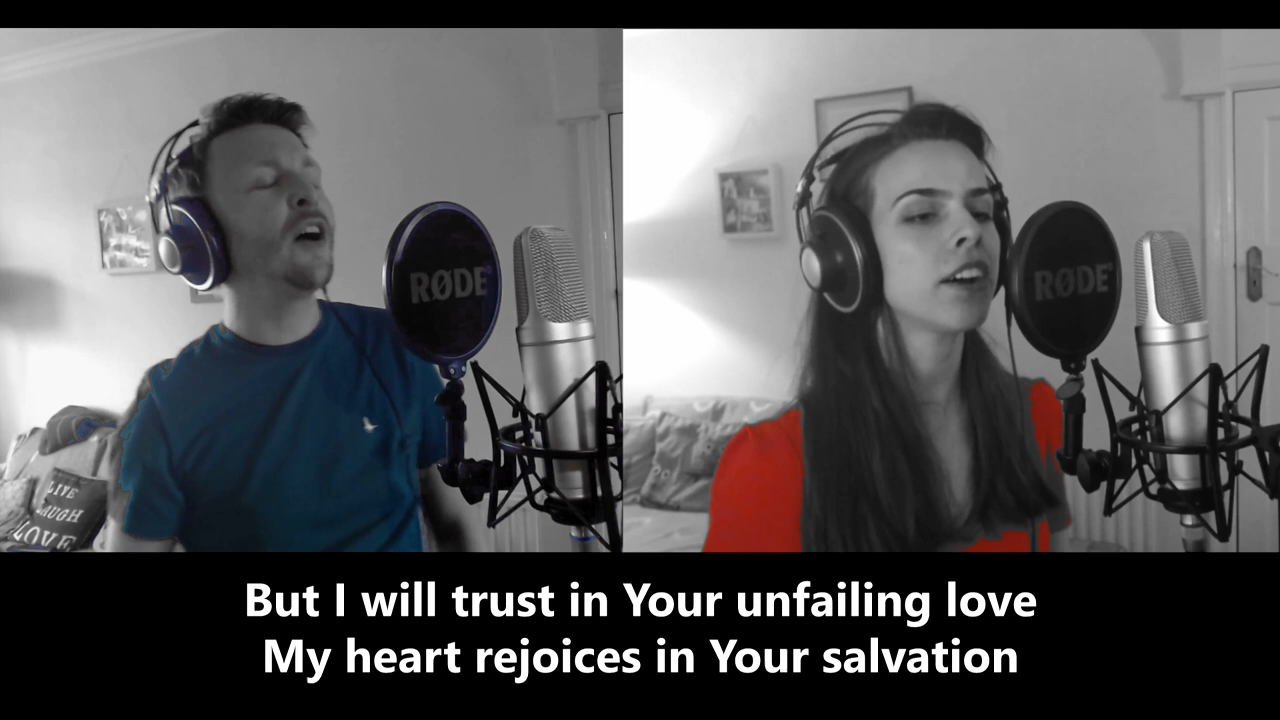 RØDE
RØDE
LIVE
LAUGH
LOVE
But I will trust in Your unfailing love
My heart rejoices in Your salvation